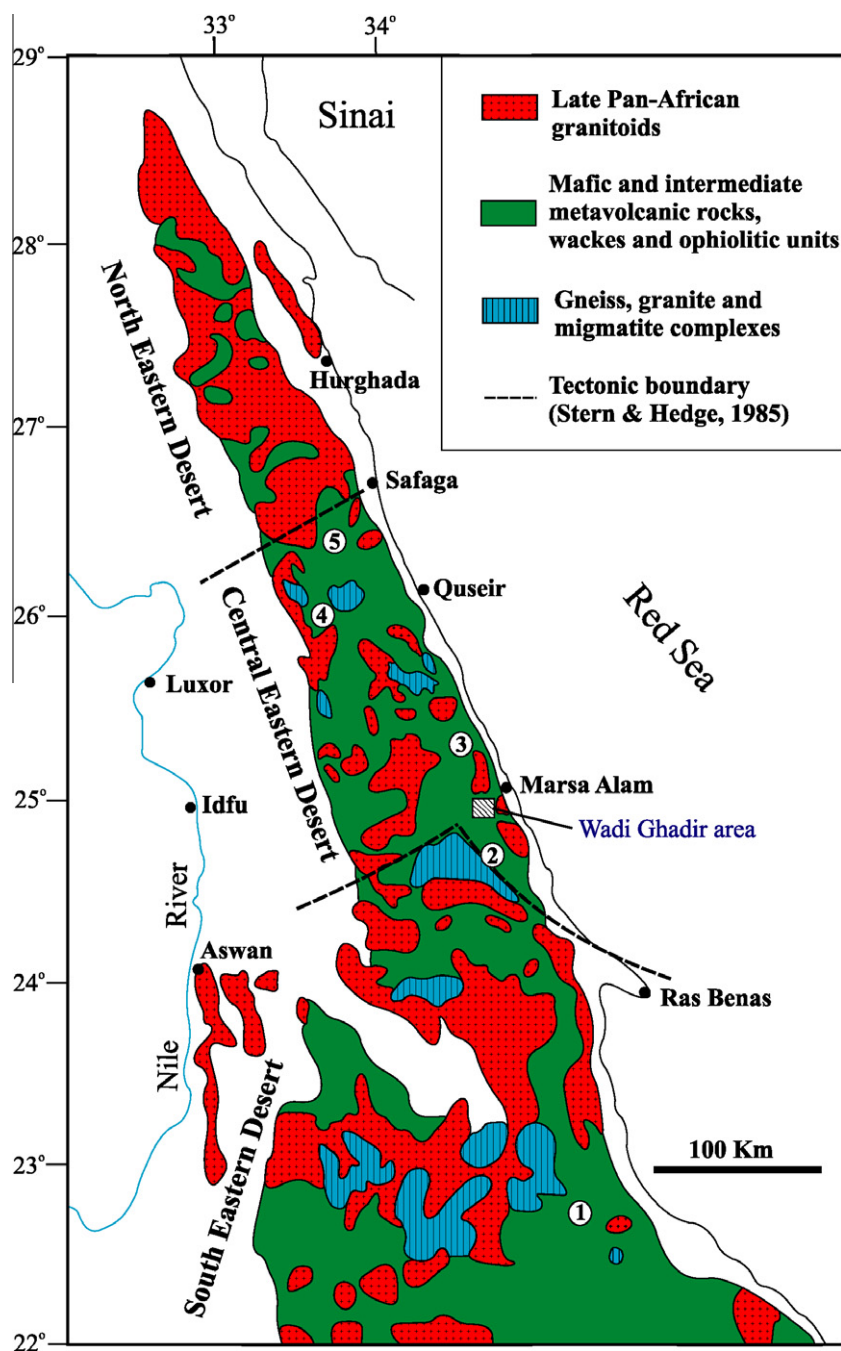 33°
34°
29°
28°
27°
26°
25°
24°
23°
22°
Sinai
Late Pan-African
granitoids
Mafic and intermediate
metavolcanic rocks,
wackes and ophiolitic units
Gneiss, granite and
migmatite complexes
Tectonic boundary
(Stern & Hedge, 1985)
North Eastern Desert
Hurghada
Safaga
5
Central Eastern Desert
Quseir
4
Red Sea
Luxor
3
Marsa Alam
Idfu
Wadi Ghadir area
2
River
Nile
Aswan
Ras Benas
South Eastern Desert
100 Km
1